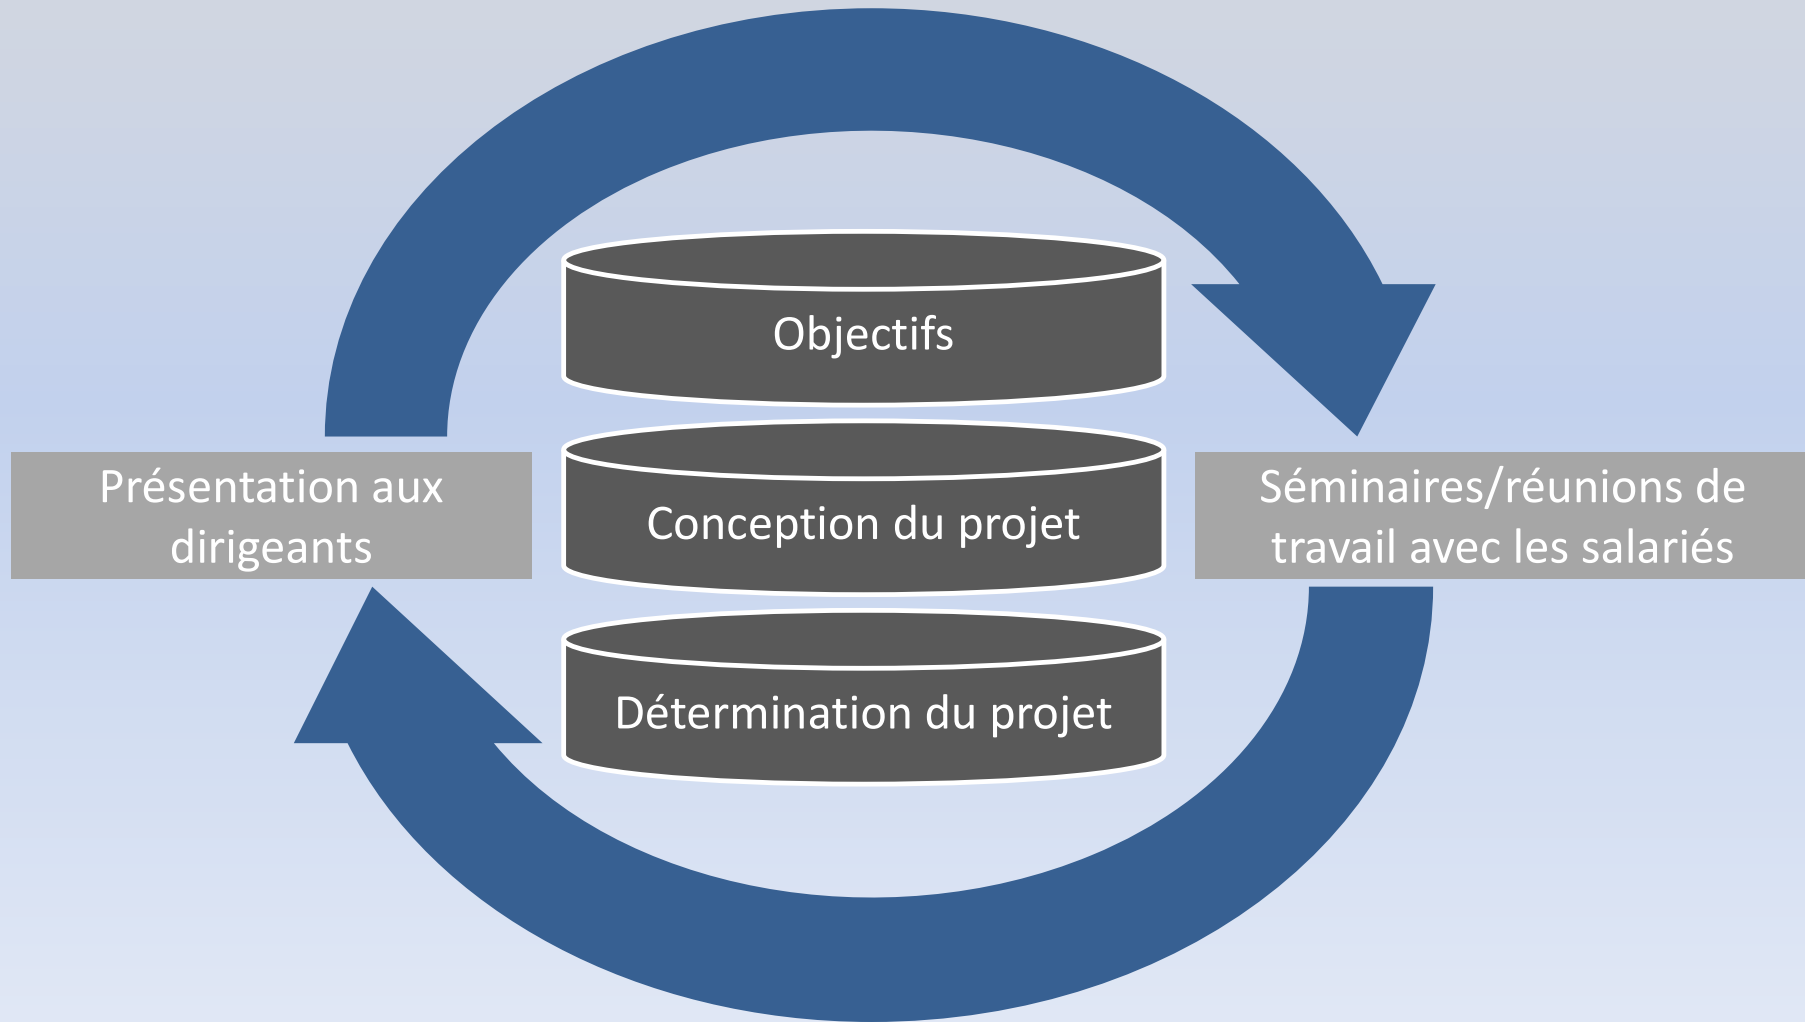 Objectifs
Présentation aux
dirigeants
Conception du projet
Séminaires/réunions de
travail avec les salariés
Détermination du projet